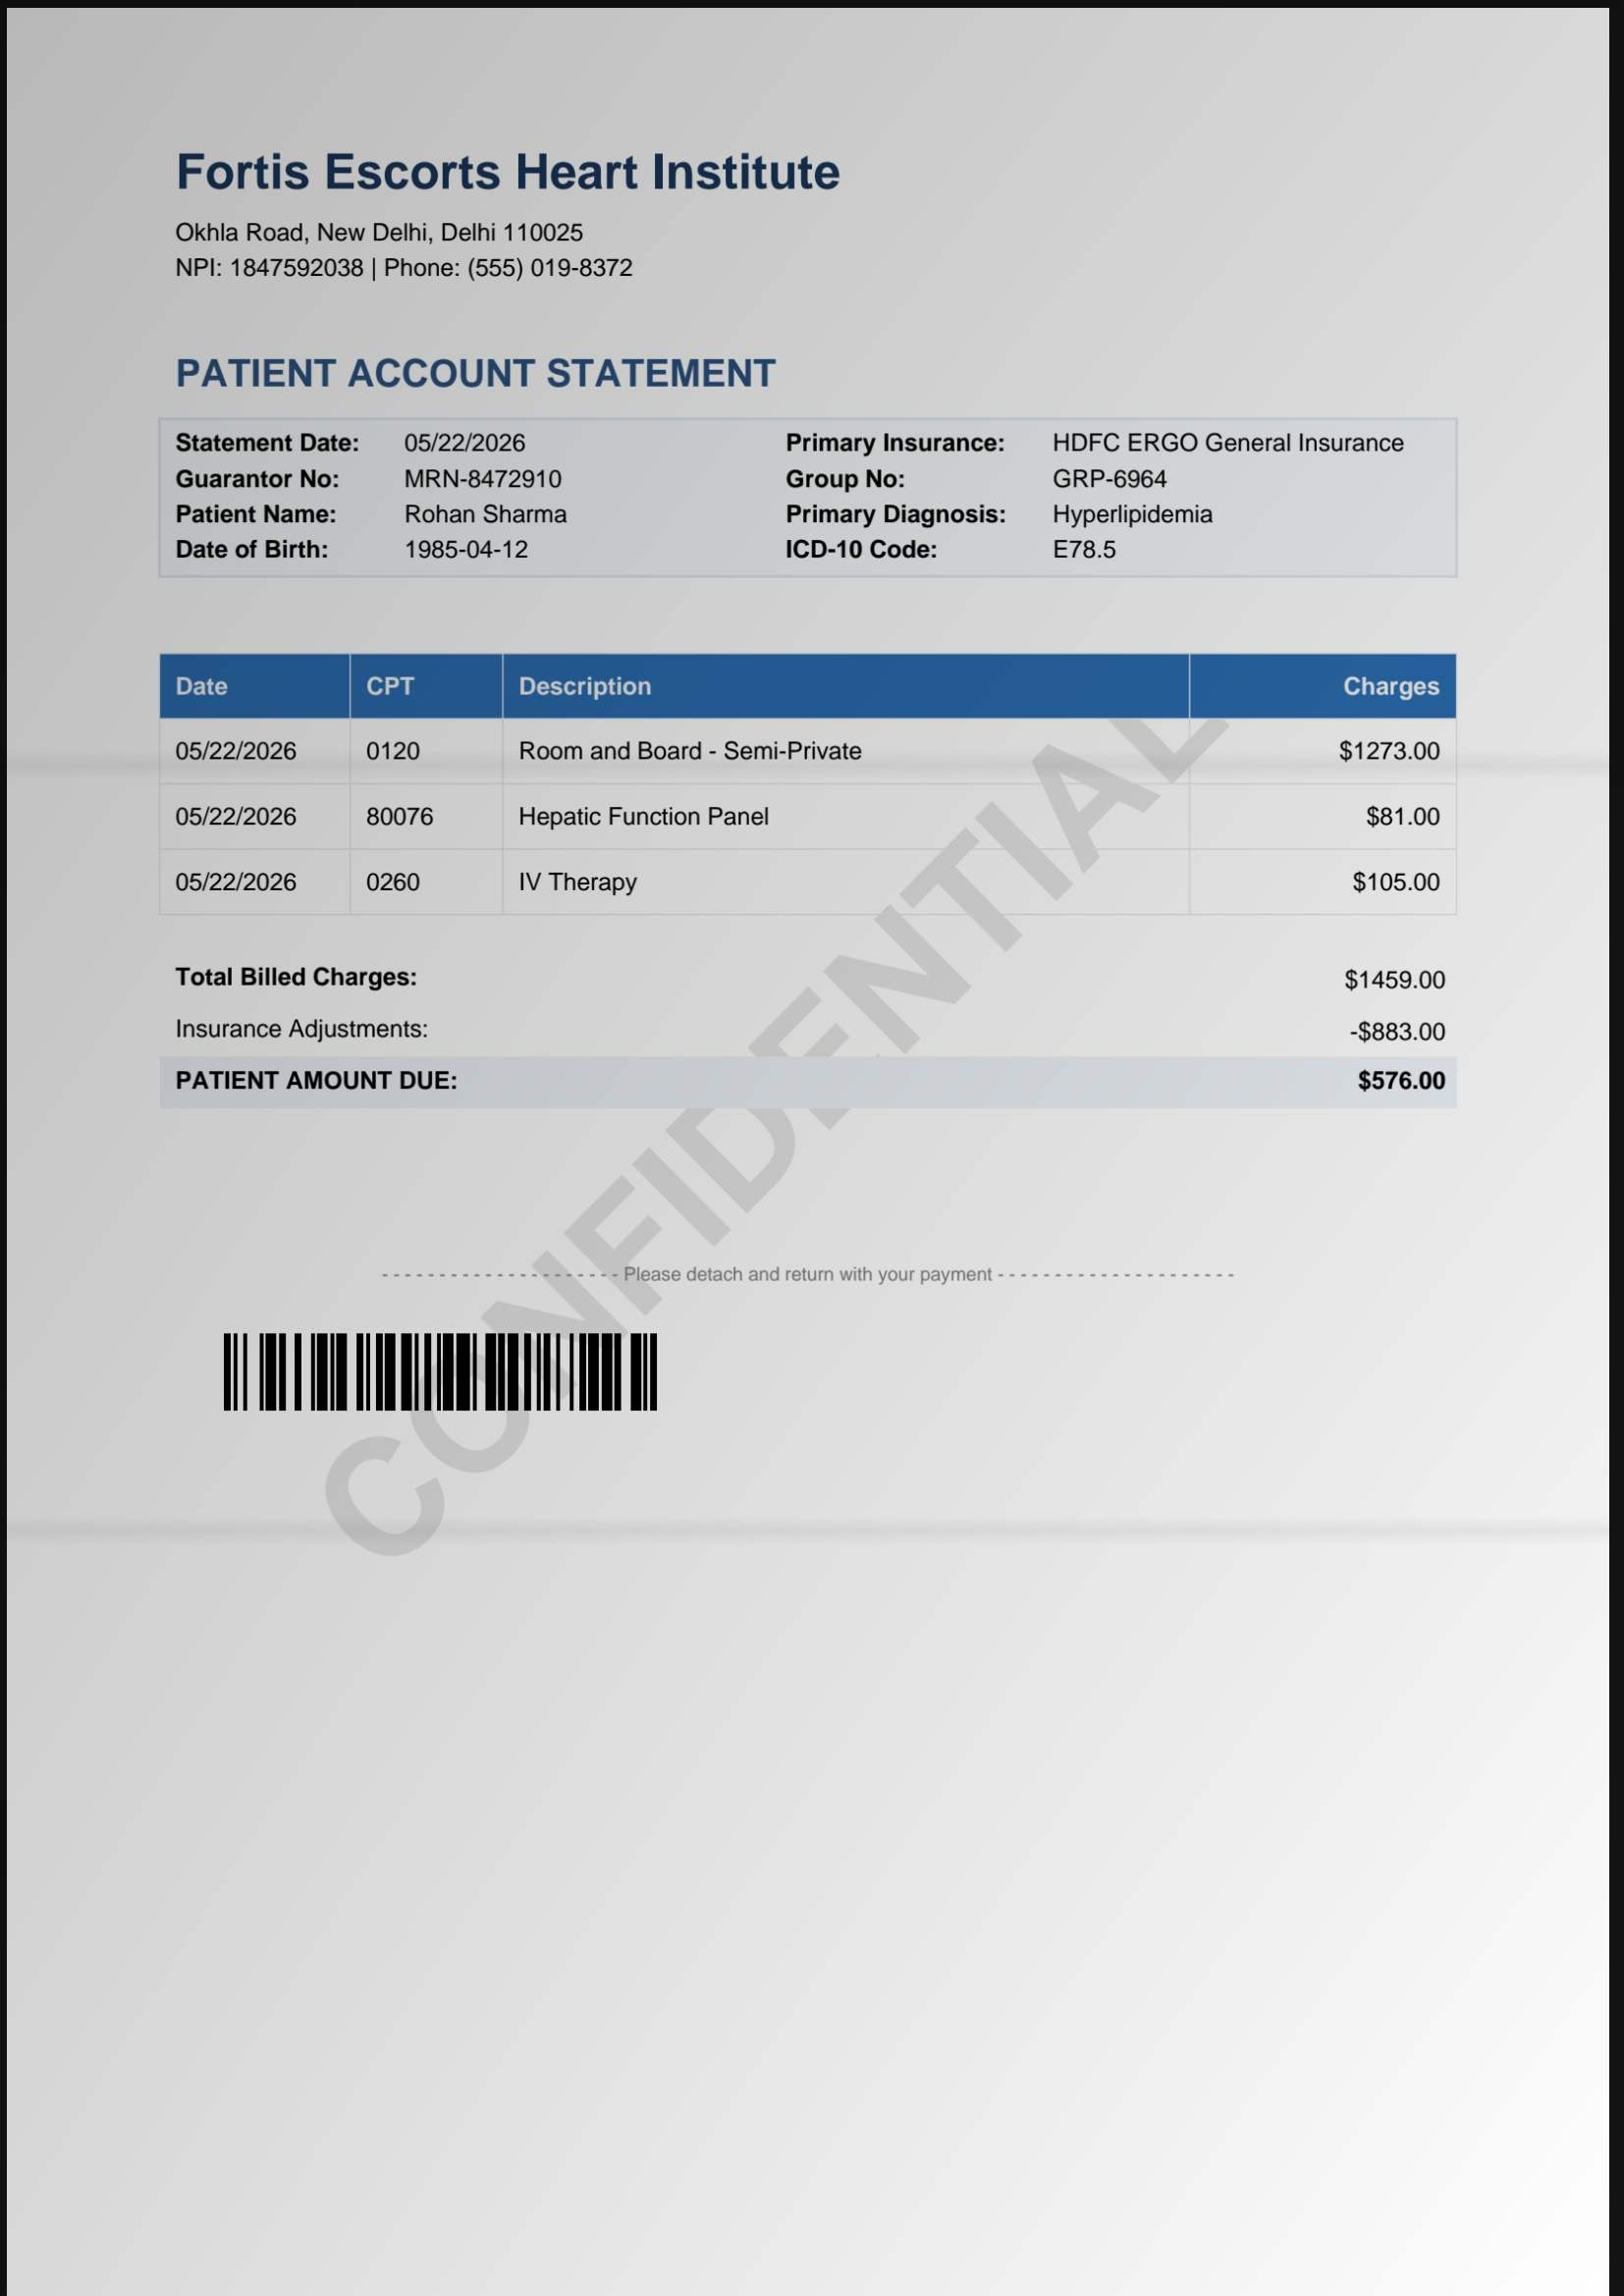 Fortis Escorts Heart Institute
Okhla Road, New Delhi, Delhi 110025
NPI: 1847592038 | Phone: (555) 019-8372
PATIENT ACCOUNT STATEMENT
Statement Date: 05/22/2026 Primary Insurance: HDFC ERGO General Insurance
Guarantor No: MRN-8472910 Group No: GRP-6964
Patient Name: Rohan Sharma Primary Diagnosis: Hyperlipidemia
Date of Birth: 1985-04-12 ICD-10 Code: E78.5
Date CPT Description Charges
05/22/2026 0120 Room and Board - Semi-Private $1273.00
05/22/2026 80076 Hepatic Function Panel $81.00
05/22/2026 0260 IV Therapy $105.00
Total Billed Charges: $1459.00
Insurance Adjustments: -$883.00
PATIENT AMOUNT DUE: $576.00
- - - - - - - - - - - - - - - - - - - - - Please detach and return with your payment - - - - - - - - - - - - - - - - - - - - -
CONFIDENTIAL